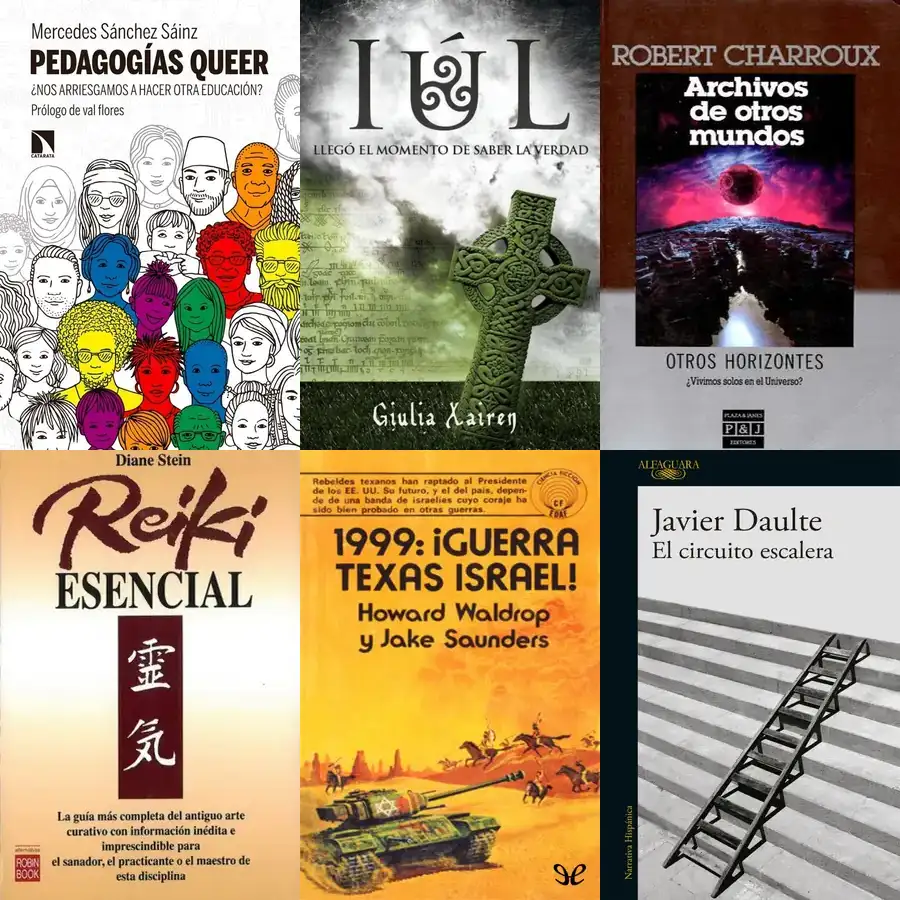 Mercedes Sánchez Sáinz
PEDAGOGÍAS QUEER
¿NOS ARRIESGAMOS A HACER OTRA EDUCACIÓN?
Prólogo de val flores
CATARATA
IÚL
LLEGÓ EL MOMENTO DE SABER LA VERDAD
Giulia Xairen
ROBERT CHARROUX
Archivos
de otros
mundos
OTROS HORIZONTES
¿Vivimos solos en el Universo?
PLAZA & JANES
P&J
EDITORES
Diane Stein
Reiki
ESENCIAL
靈
気
La guía más completa del antiguo arte
curativo con información inédita e
imprescindible para
el sanador, el practicante o el maestro de
esta disciplina
ROBIN
BOOK
Rebeldes texanos han raptado al Presidente
de los EE. UU. Su futuro, y el del país, depen-
de de una banda de israelíes cuyo coraje ha
sido bien probado en otras guerras.
CIENCIA FICCION
CF
EDAF
1999: ¡GUERRA
TEXAS ISRAEL!
Howard Waldrop
y Jake Saunders
ALFAGUARA
Javier Daulte
El circuito escalera
Narrativa Hispánica